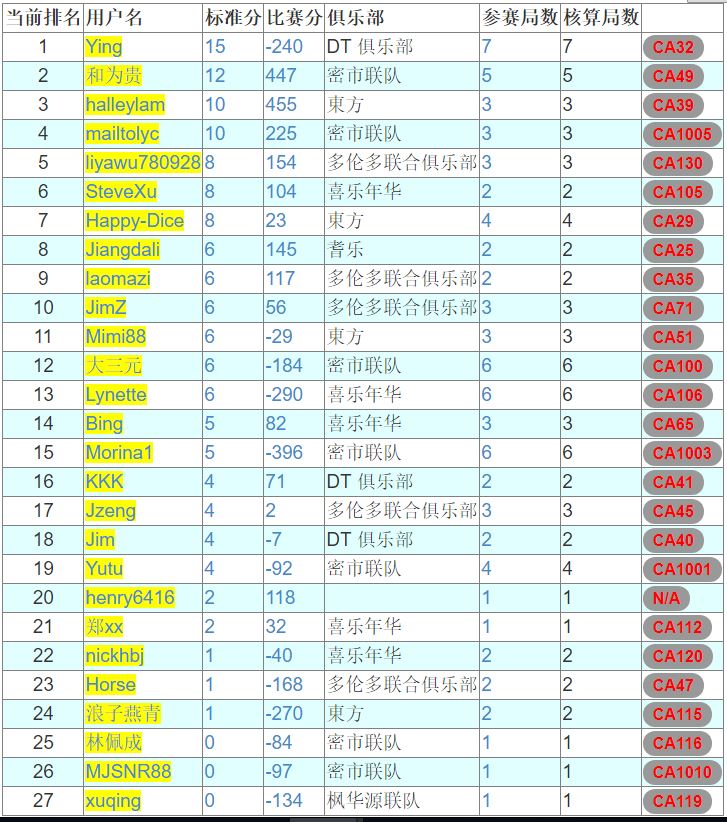 当前排名 用户名 标准分 比赛分 俱乐部 参赛局数 核算局数
1 Ying 15 -240 DT 俱乐部 7 7 CA32
2 和为贵 12 447 密市联队 5 5 CA49
3 halleylam 10 455 東方 3 3 CA39
4 mailtolyc 10 225 密市联队 3 3 CA1005
5 liyawu780928 8 154 多伦多联合俱乐部 3 3 CA130
6 SteveXu 8 104 喜乐年华 2 2 CA105
7 Happy-Dice 8 23 東方 4 4 CA29
8 Jiangdali 6 145 耆乐 2 2 CA25
9 laomazi 6 117 多伦多联合俱乐部 2 2 CA35
10 JimZ 6 56 多伦多联合俱乐部 3 3 CA71
11 Mimi88 6 -29 東方 3 3 CA51
12 大三元 6 -184 密市联队 6 6 CA100
13 Lynette 6 -290 喜乐年华 6 6 CA106
14 Bing 5 82 喜乐年华 3 3 CA65
15 Morina1 5 -396 密市联队 6 6 CA1003
16 KKK 4 71 DT 俱乐部 2 2 CA41
17 Jzeng 4 2 多伦多联合俱乐部 3 3 CA45
18 Jim 4 -7 DT 俱乐部 2 2 CA40
19 Yutu 4 -92 密市联队 4 4 CA1001
20 henry6416 2 118 1 1 N/A
21 郑xx 2 32 喜乐年华 1 1 CA112
22 nickhbj 1 -40 喜乐年华 2 2 CA120
23 Horse 1 -168 多伦多联合俱乐部 2 2 CA47
24 浪子燕青 1 -270 東方 2 2 CA115
25 林佩成 0 -84 密市联队 1 1 CA116
26 MJSNR88 0 -97 密市联队 1 1 CA1010
27 xuqing 0 -134 枫华源联队 1 1 CA119